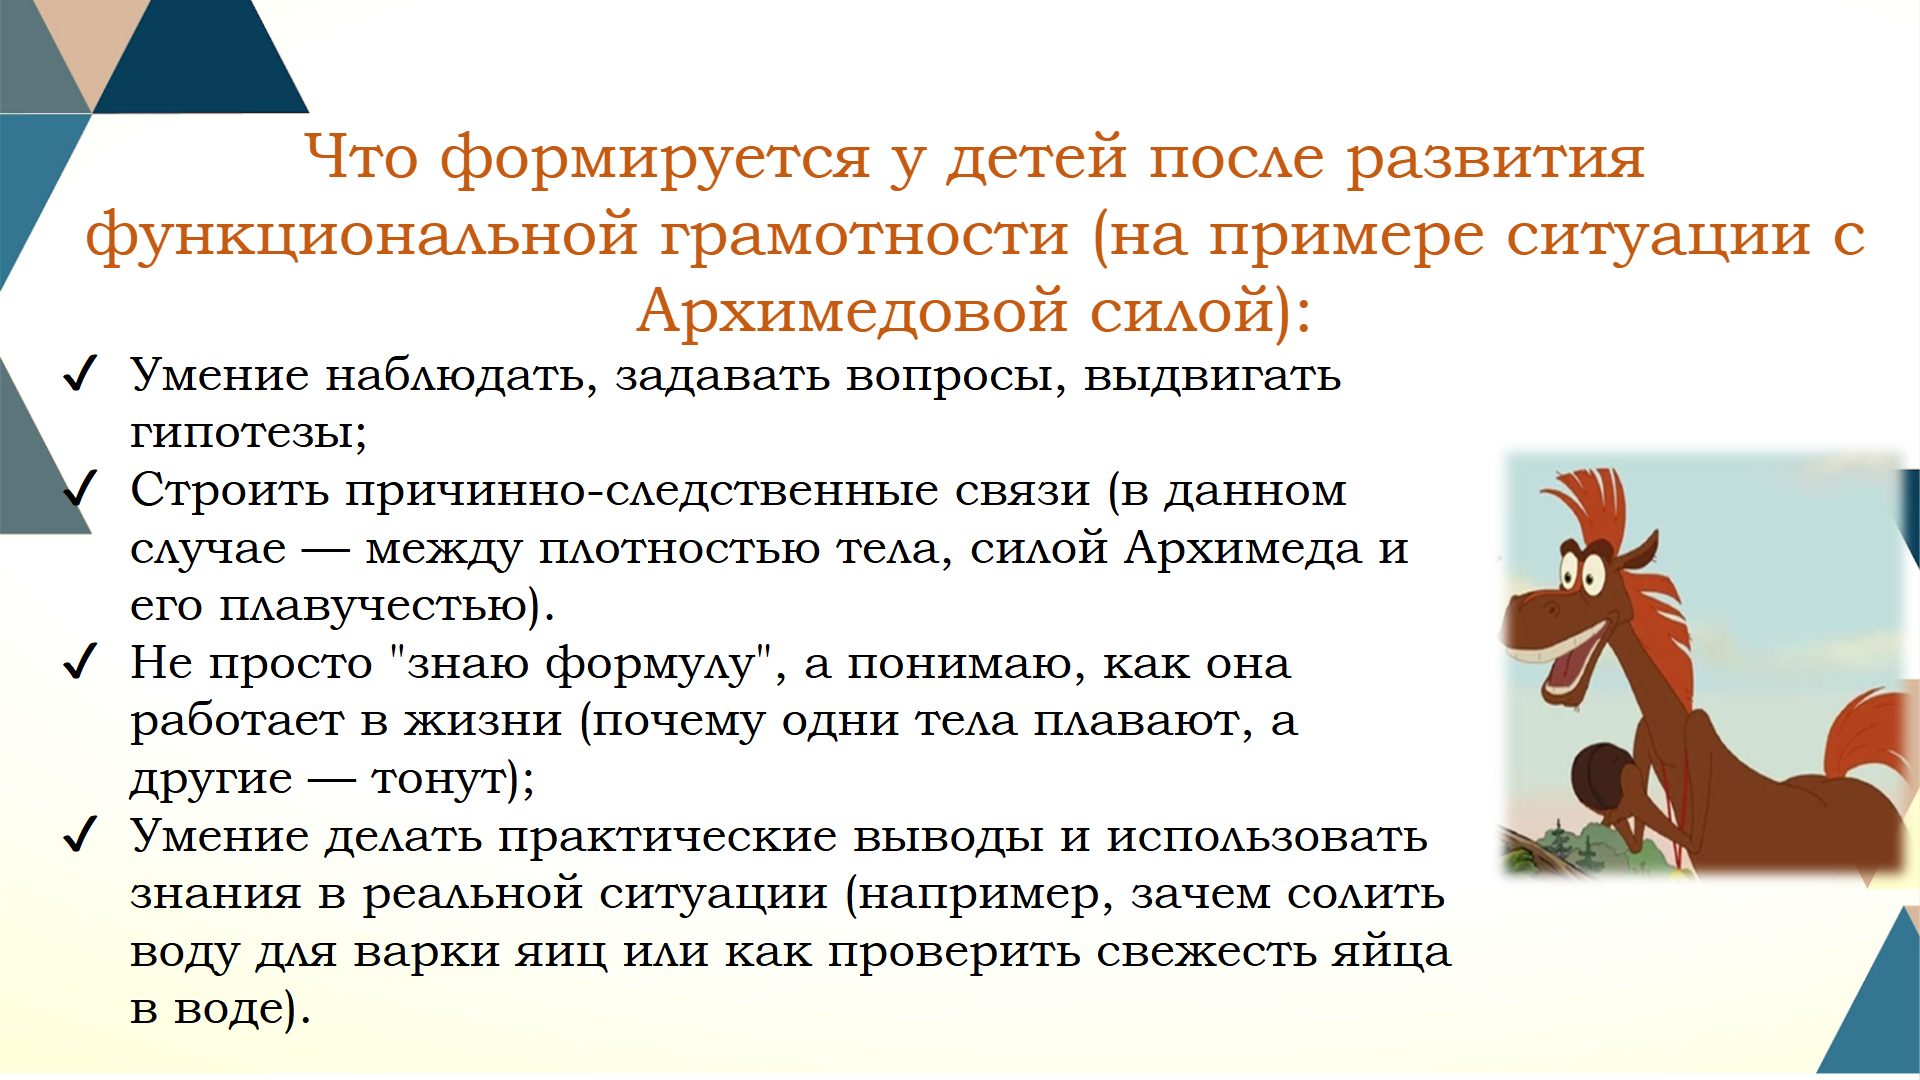 Что формируется у детей после развития
функциональной грамотности (на примере ситуации с
Архимедовой силой):
✓ Умение наблюдать, задавать вопросы, выдвигать
гипотезы;
✓ Строить причинно-следственные связи (в данном
случае — между плотностью тела, силой Архимеда и
его плавучестью).
✓ Не просто "знаю формулу", а понимаю, как она
работает в жизни (почему одни тела плавают, а
другие — тонут);
✓ Умение делать практические выводы и использовать
знания в реальной ситуации (например, зачем солить
воду для варки яиц или как проверить свежесть яйца
в воде).